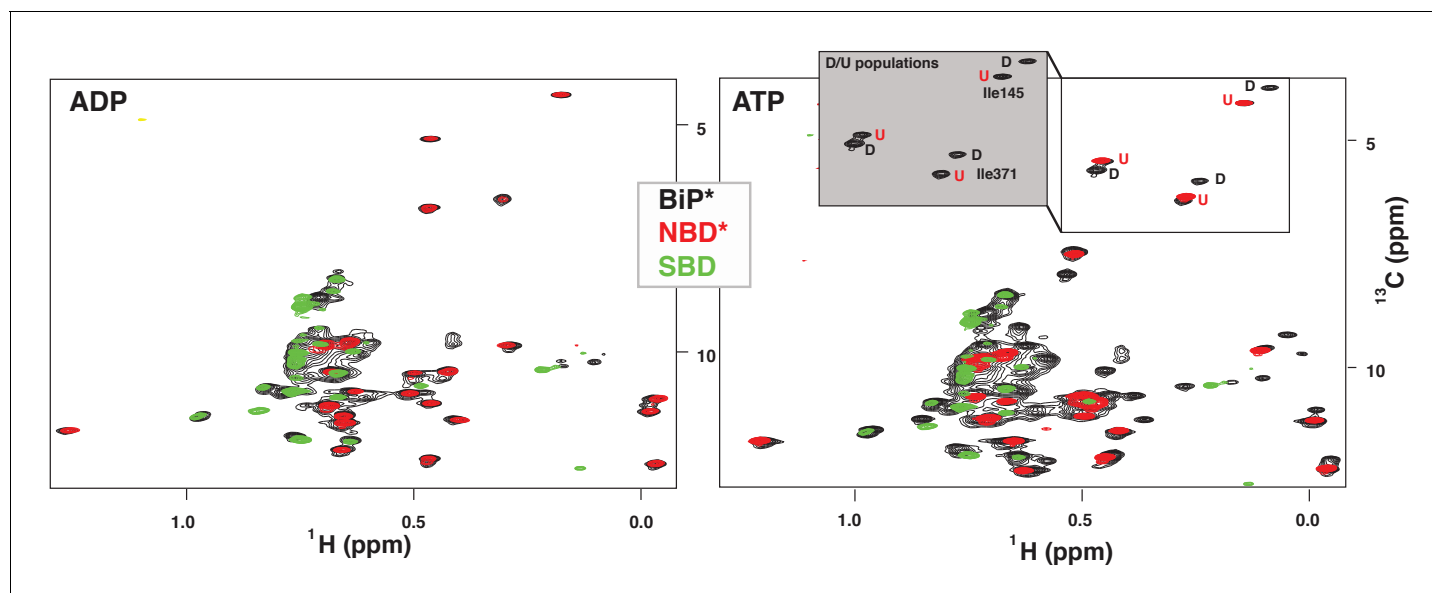 ADP
5
10
1.0
0.5
0.0
1H (ppm)
BiP*
NBD*
SBD
ATP
D/U populations
D
U
Ile145
U
D
D
U
Ile371
D
U
U
D
D
U
5
10
13C (ppm)
1.0
0.5
0.0
1H (ppm)